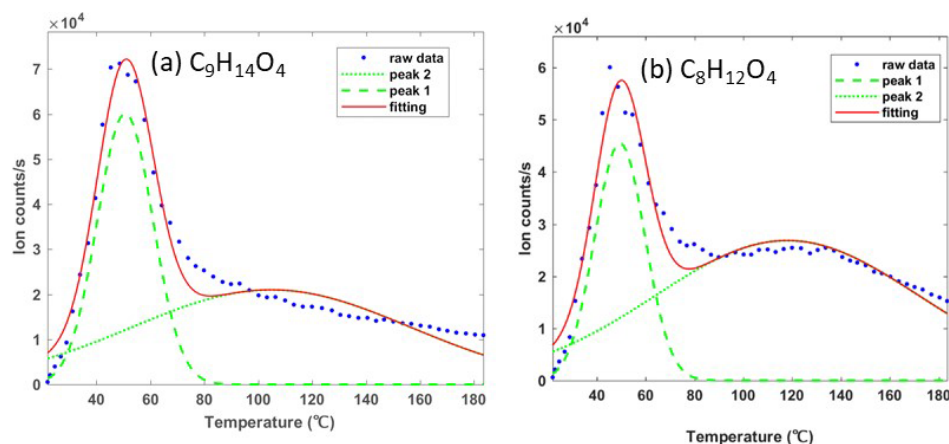 ×10⁴
(a) C₉H₁₄O₄
raw data
peak 2
peak 1
fitting
7
6
5
4
3
2
1
0
Ion counts/s
40 60 80 100 120 140 160 180
Temperature (℃)
×10⁴
(b) C₈H₁₂O₄
raw data
peak 1
peak 2
fitting
6
5
4
3
2
1
0
Ion counts/s
40 60 80 100 120 140 160 180
Temperature (℃)